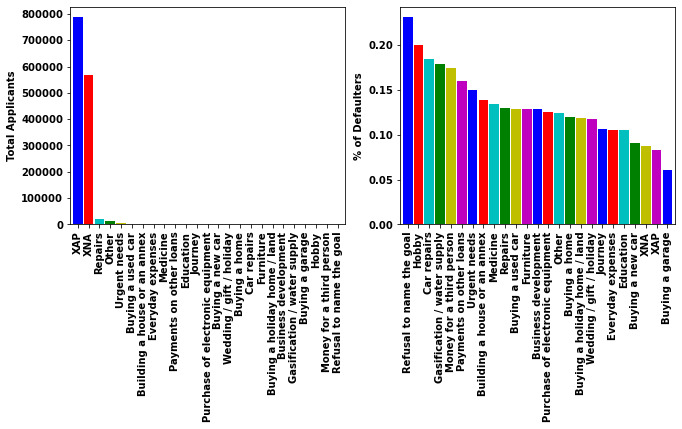 Total Applicants
800000
700000
600000
500000
400000
300000
200000
100000
0
XAP
XNA
Repairs
Other
Urgent needs
Buying a used car
Building a house or an annex
Everyday expenses
Medicine
Payments on other loans
Education
Journey
Purchase of electronic equipment
Buying a new car
Wedding / gift / holiday
Buying a home
Car repairs
Furniture
Buying a holiday home / land
Business development
Gasification / water supply
Buying a garage
Hobby
Money for a third person
Refusal to name the goal
% of Defaulters
0.20
0.15
0.10
0.05
0.00
Refusal to name the goal
Hobby
Car repairs
Gasification / water supply
Money for a third person
Payments on other loans
Urgent needs
Building a house or an annex
Medicine
Repairs
Buying a used car
Furniture
Business development
Purchase of electronic equipment
Other
Buying a home
Buying a holiday home / land
Wedding / gift / holiday
Journey
Everyday expenses
Education
Buying a new car
XNA
XAP
Buying a garage